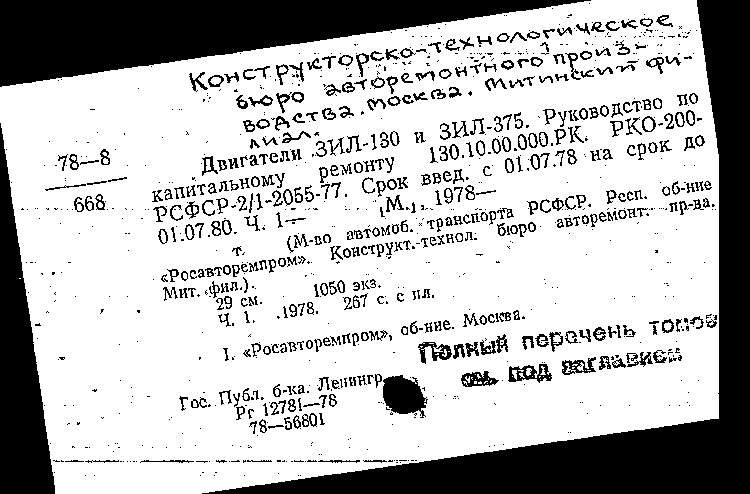 Конструкторско-технологическое
бюро авторемонтного произ-
водства. Москва. Митинский фи-
лиал.
78—8
668
Двигатели ЗИЛ-130 и ЗИЛ-375. Руководство по
капитальному ремонту 130.10.00.000.РК. РКО-200-
РСФСР-2/1-2055-77. Срок введ. с 01.07.78 на срок до
01.07.80. Ч. 1— М., 1978—
т. (М-во автомоб. транспорта РСФСР. Респ. об-ние
«Росавторемпром». Конструкт.-технол. бюро авторемонт. пр-ва.
Мит. фил.).
29 см. 1050 экз.
Ч. 1. 1978. 267 с. с ил.
I. «Росавторемпром», об-ние. Москва.
Полный перечень томов
см. под заглавием
Гос. Публ. б-ка. Ленингр.
Рг 12781—78
78—56801